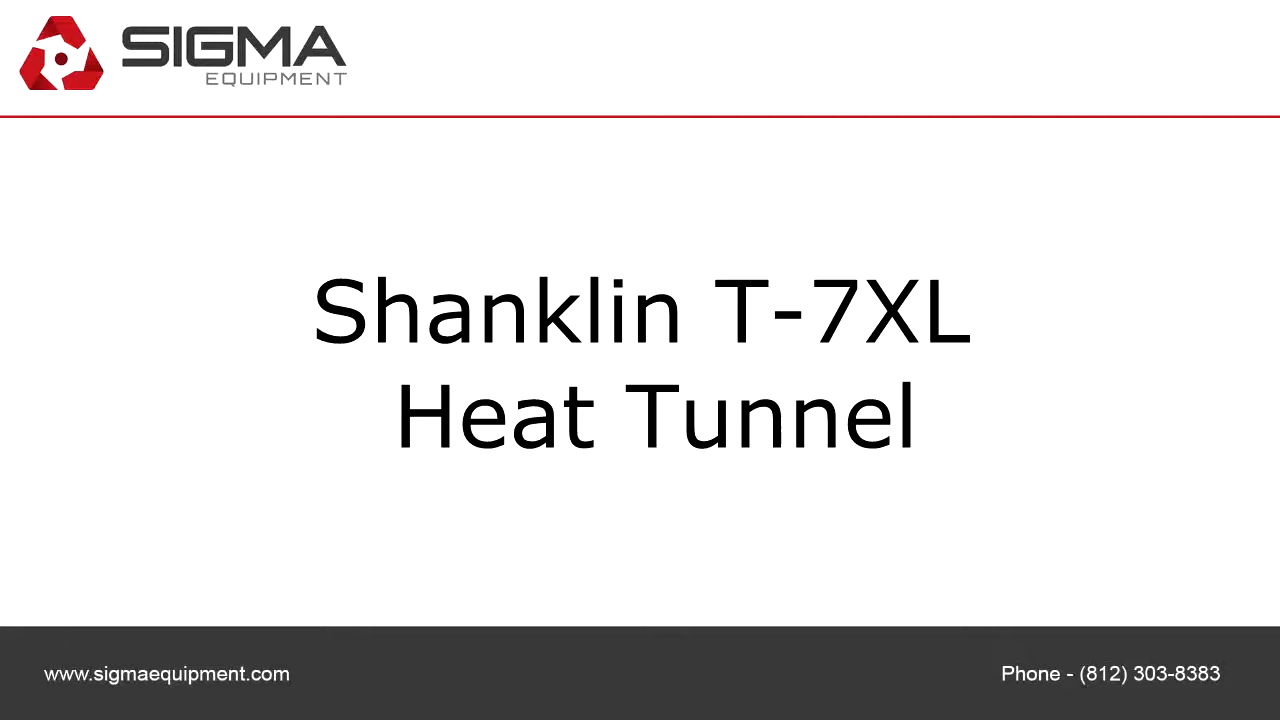 SIGMA
EQUIPMENT
Shanklin T-7XL
Heat Tunnel
www.sigmaequipment.com
Phone - (812) 303-8383